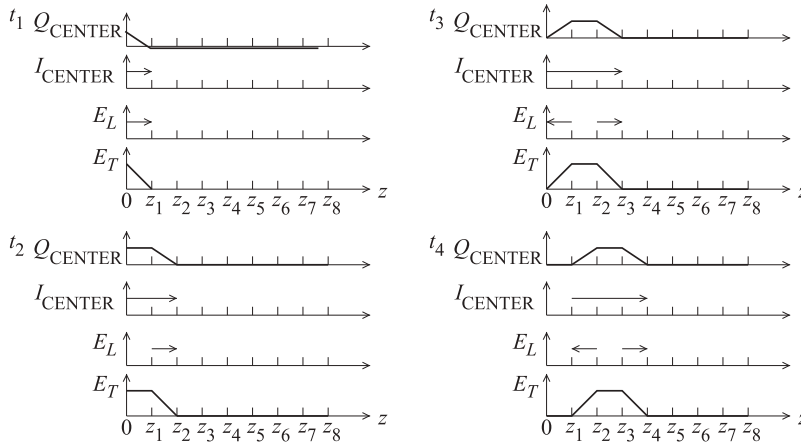 t1 QCENTER
ICENTER
EL
ET
0 z1 z2 z3 z4 z5 z6 z7 z8 z
t2 QCENTER
ICENTER
EL
ET
0 z1 z2 z3 z4 z5 z6 z7 z8 z
t3 QCENTER
ICENTER
EL
ET
0 z1 z2 z3 z4 z5 z6 z7 z8 z
t4 QCENTER
ICENTER
EL
ET
0 z1 z2 z3 z4 z5 z6 z7 z8 z